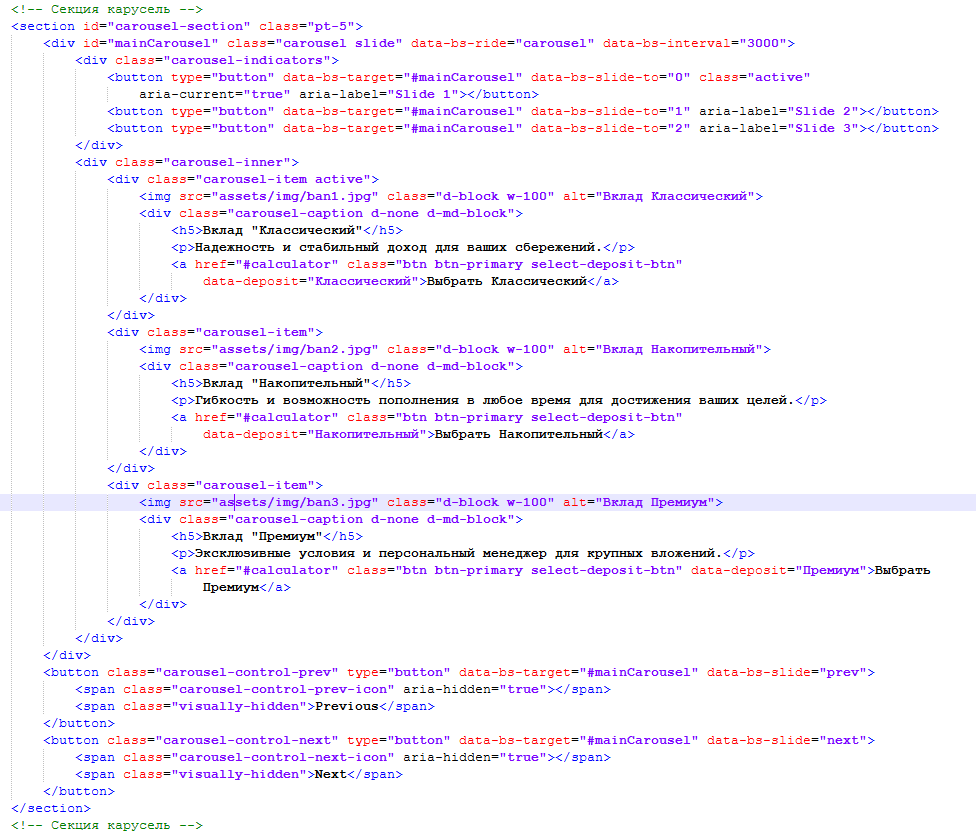 <!-- Секция карусель -->
<section id="carousel-section" class="pt-5">
<div id="mainCarousel" class="carousel slide" data-bs-ride="carousel" data-bs-interval="3000">
<div class="carousel-indicators">
<button type="button" data-bs-target="#mainCarousel" data-bs-slide-to="0" class="active"
aria-current="true" aria-label="Slide 1"></button>
<button type="button" data-bs-target="#mainCarousel" data-bs-slide-to="1" aria-label="Slide 2"></button>
<button type="button" data-bs-target="#mainCarousel" data-bs-slide-to="2" aria-label="Slide 3"></button>
</div>
<div class="carousel-inner">
<div class="carousel-item active">
<img src="assets/img/ban1.jpg" class="d-block w-100" alt="Вклад Классический">
<div class="carousel-caption d-none d-md-block">
<h5>Вклад "Классический"</h5>
<p>Надежность и стабильный доход для ваших сбережений.</p>
<a href="#calculator" class="btn btn-primary select-deposit-btn"
data-deposit="Классический">Выбрать Классический</a>
</div>
</div>
<div class="carousel-item">
<img src="assets/img/ban2.jpg" class="d-block w-100" alt="Вклад Накопительный">
<div class="carousel-caption d-none d-md-block">
<h5>Вклад "Накопительный"</h5>
<p>Гибкость и возможность пополнения в любое время для достижения ваших целей.</p>
<a href="#calculator" class="btn btn-primary select-deposit-btn"
data-deposit="Накопительный">Выбрать Накопительный</a>
</div>
</div>
<div class="carousel-item">
<img src="assets/img/ban3.jpg" class="d-block w-100" alt="Вклад Премиум">
<div class="carousel-caption d-none d-md-block">
<h5>Вклад "Премиум"</h5>
<p>Эксклюзивные условия и персональный менеджер для крупных вложений.</p>
<a href="#calculator" class="btn btn-primary select-deposit-btn" data-deposit="Премиум">Выбрать
Премиум</a>
</div>
</div>
</div>
</div>
<button class="carousel-control-prev" type="button" data-bs-target="#mainCarousel" data-bs-slide="prev">
<span class="carousel-control-prev-icon" aria-hidden="true"></span>
<span class="visually-hidden">Previous</span>
</button>
<button class="carousel-control-next" type="button" data-bs-target="#mainCarousel" data-bs-slide="next">
<span class="carousel-control-next-icon" aria-hidden="true"></span>
<span class="visually-hidden">Next</span>
</button>
</section>
<!-- Секция карусель -->